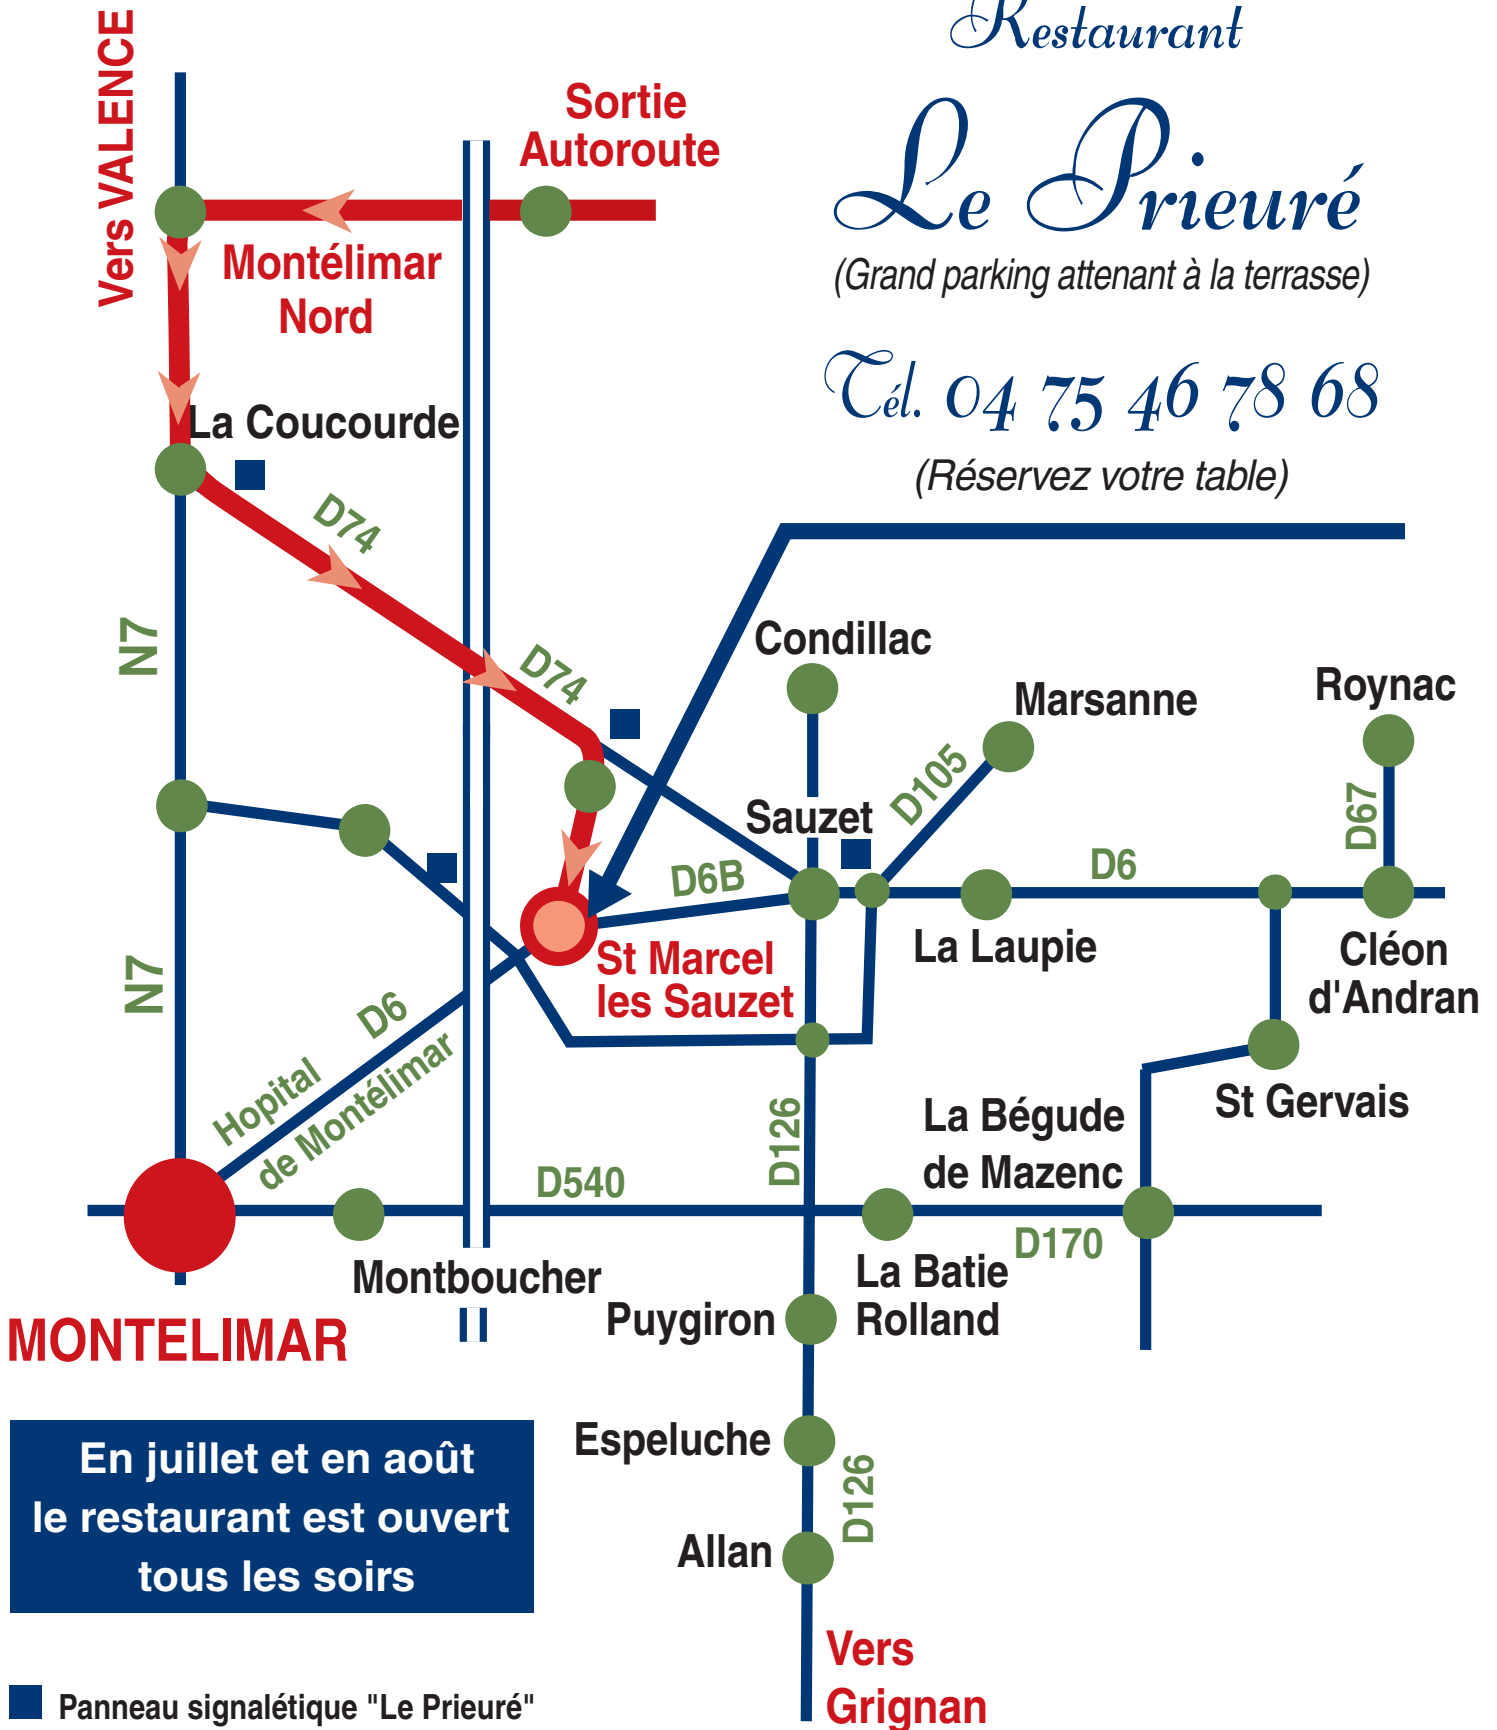 Restaurant
Le Prieuré
(Grand parking attenant à la terrasse)
Tél. 04 75 46 78 68
(Réservez votre table)
Vers VALENCE
Sortie
Autoroute
Montélimar
Nord
La Coucourde
D74
D74
N7
N7
Condillac
Marsanne
Roynac
D105
D67
Sauzet
D6B
D6
St Marcel
les Sauzet
La Laupie
Cléon
d'Andran
D6
Hopital
de Montélimar
D126
La Bégude
de Mazenc
St Gervais
D540
D170
Montboucher
La Batie
Rolland
Puygiron
MONTELIMAR
Espeluche
D126
Allan
En juillet et en août
le restaurant est ouvert
tous les soirs
Vers
Grignan
Panneau signalétique "Le Prieuré"